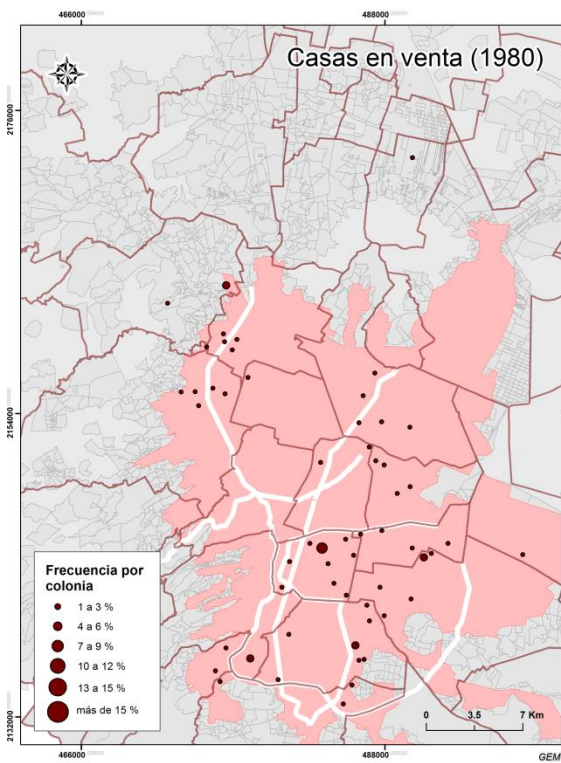 466000
488000
Casas en venta (1980)
2176000
2154000
2132000
Frecuencia por
colonia
1 a 3 %
4 a 6 %
7 a 9 %
10 a 12 %
13 a 15 %
más de 15 %
0 3.5 7 Km
466000
488000
GEM